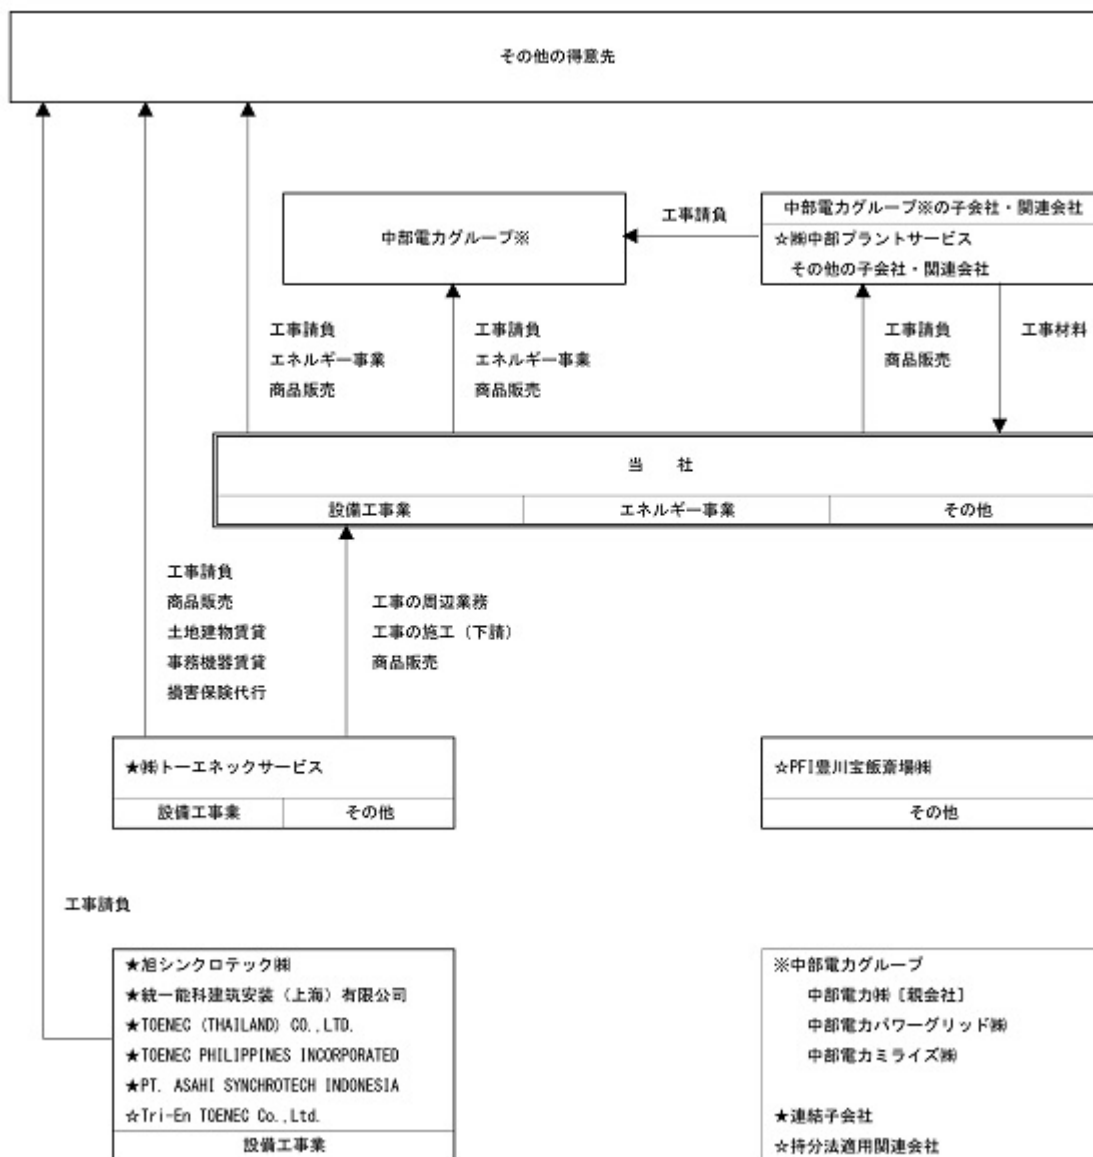 その他の得意先
中部電力グループ※
工事請負
中部電力グループ※の子会社・関連会社
☆㈱中部プラントサービス
その他の子会社・関連会社
工事請負
エネルギー事業
商品販売
工事請負
エネルギー事業
商品販売
工事請負
商品販売
工事材料
当　社
設備工事業
エネルギー事業
その他
工事請負
商品販売
土地建物賃貸
事務機器賃貸
損害保険代行
工事の周辺業務
工事の施工（下請）
商品販売
★㈱トーエネックサービス
設備工事業
その他
☆PFI豊川宝飯斎場㈱
その他
工事請負
★旭シンクロテック㈱
★統一能科建筑安装（上海）有限公司
★TOENEC (THAILAND) CO.,LTD.
★TOENEC PHILIPPINES INCORPORATED
★PT. ASAHI SYNCHROTECH INDONESIA
☆Tri-En TOENEC Co.,Ltd.
設備工事業
※中部電力グループ
中部電力㈱［親会社］
中部電力パワーグリッド㈱
中部電力ミライズ㈱
★連結子会社
☆持分法適用関連会社